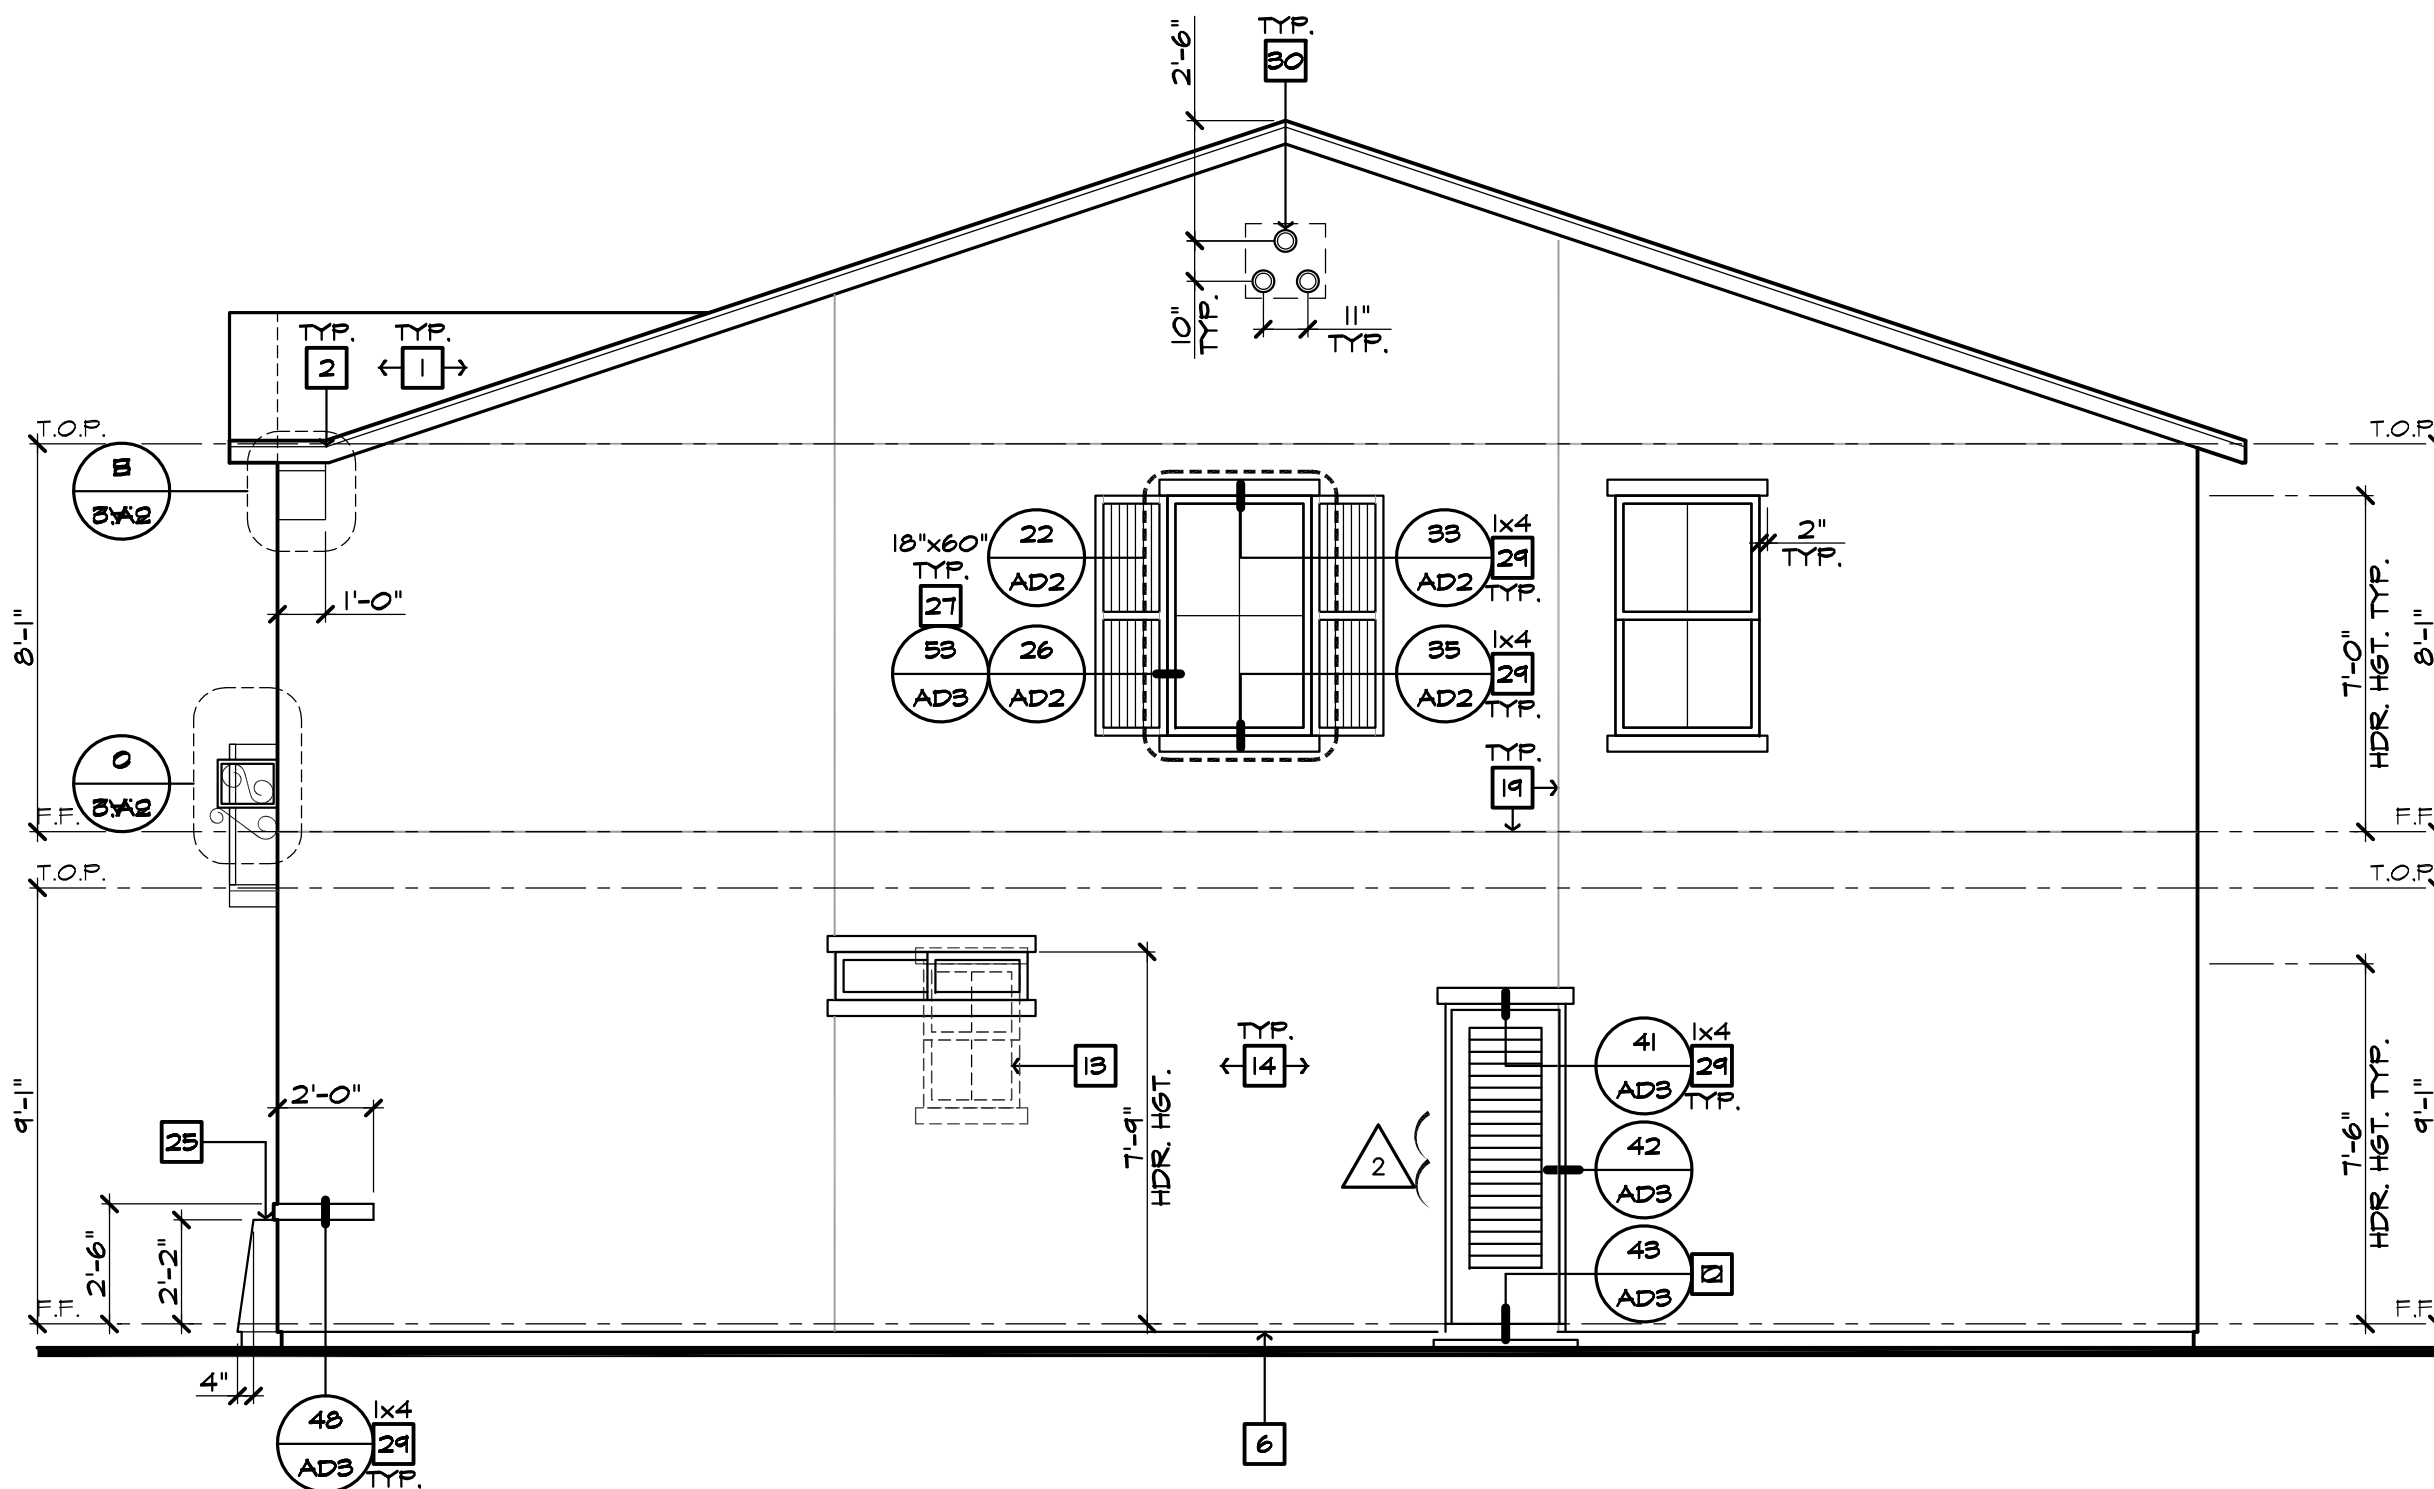 TYP.
30
2'-6"
10"
TYP.
11"
TYP.
TYP.
2
TYP.
1
T.O.P.
T.O.P.
B
8'-1"
1'-0"
18"x60"
TYP.
27
22
AD2
53
AD3
26
AD2
33
AD2
1x4
29
TYP.
35
AD2
1x4
29
TYP.
2"
TYP.
7'-0"
HDR. HGT. TYP.
8'-1"
TYP.
19
F.F.
F.F.
T.O.P.
T.O.P.
9'-1"
13
7'-9"
HDR. HGT.
TYP.
14
2
41
AD3
1x4
29
TYP.
42
AD3
43
AD3
7'-6"
HDR. HGT. TYP.
9'-1"
2'-0"
25
2'-6"
2'-2"
F.F.
F.F.
4"
48
AD3
1x4
29
TYP.
6